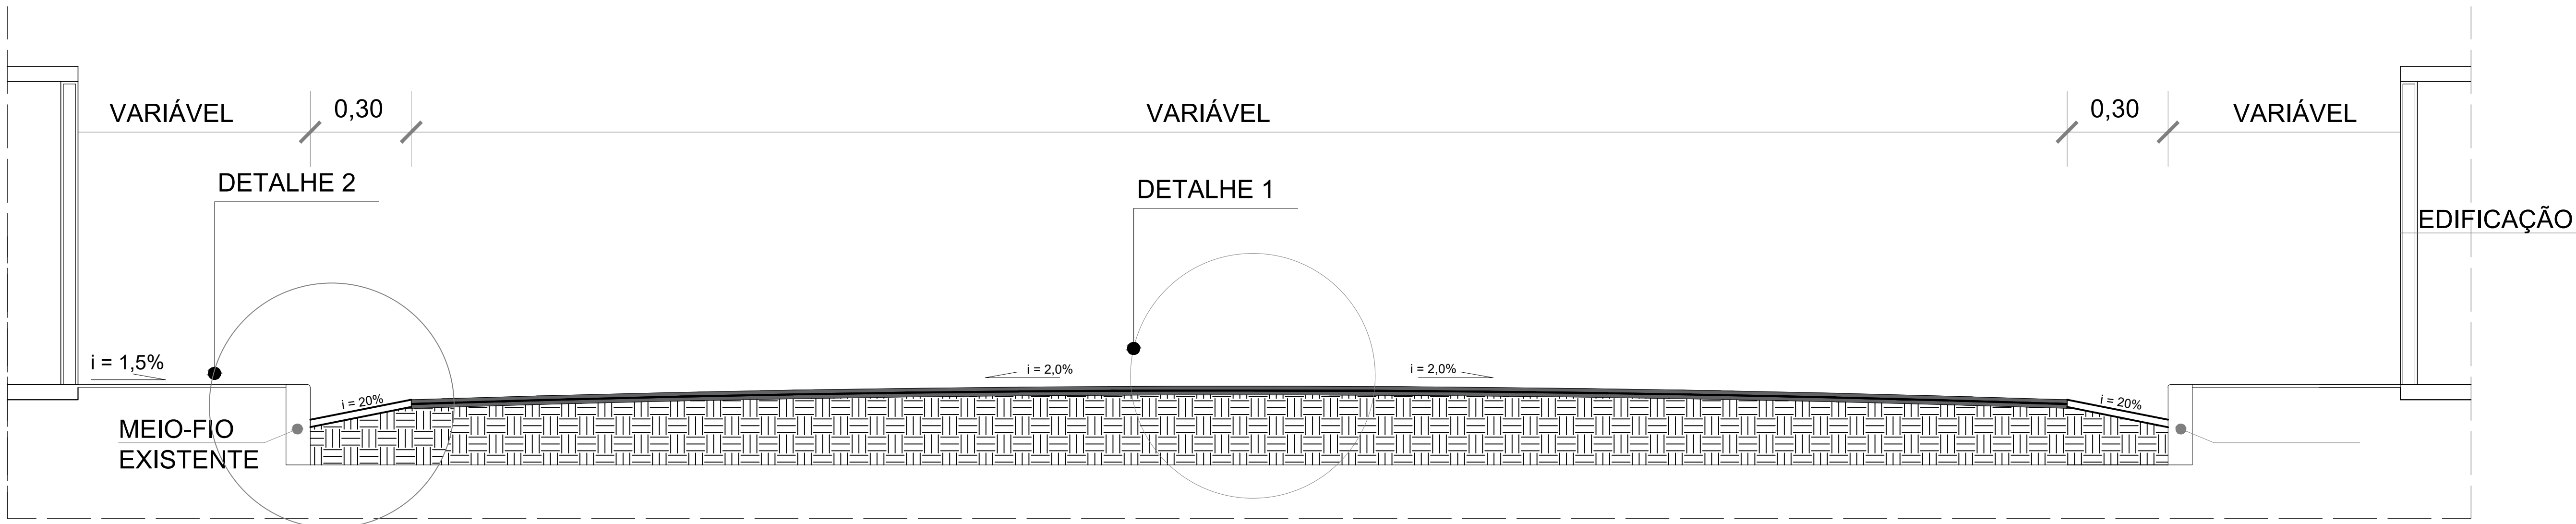 VARIÁVEL
0,30
VARIÁVEL
0,30
VARIÁVEL
DETALHE 2
DETALHE 1
EDIFICAÇÃO
i = 1,5%
i = 2,0%
i = 2,0%
i = 20%
i = 20%
MEIO-FIO
EXISTENTE